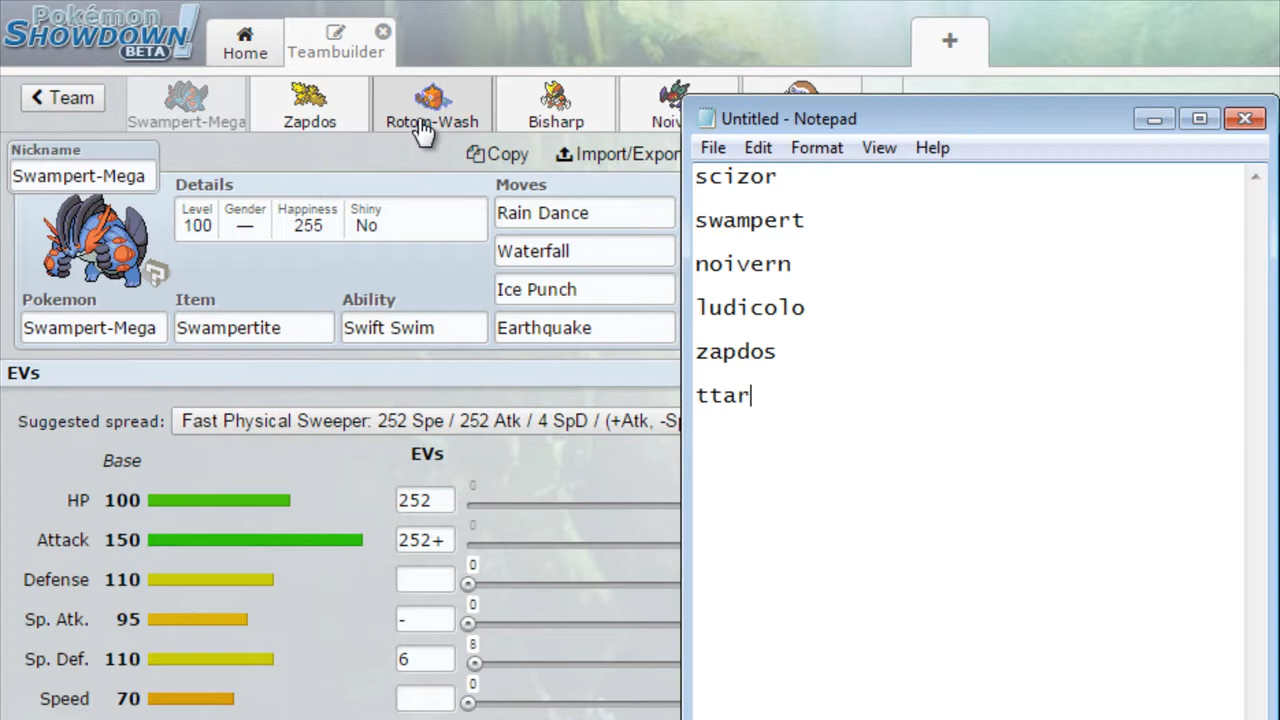 Pokémon
SHOWDOWN!
BETA
Home
Teambuilder
+
< Team
Swampert-Mega
Zapdos
Rotom-Wash
Bisharp
Noiv
Nickname
Swampert-Mega
Copy
Import/Expor
Details
Level
100
Gender
—
Happiness
255
Shiny
No
Moves
Rain Dance
Waterfall
Ice Punch
Earthquake
Pokemon
Swampert-Mega
Item
Swampertite
Ability
Swift Swim
EVs
Suggested spread:
Fast Physical Sweeper: 252 Spe / 252 Atk / 4 SpD / (+Atk, -Sp
Base
EVs
HP 100 252 0
Attack 150 252+ 0
Defense 110 0
Sp. Atk. 95 - 0
Sp. Def. 110 6 8
Speed 70 0
Untitled - Notepad
File Edit Format View Help
scizor
swampert
noivern
ludicolo
zapdos
ttar